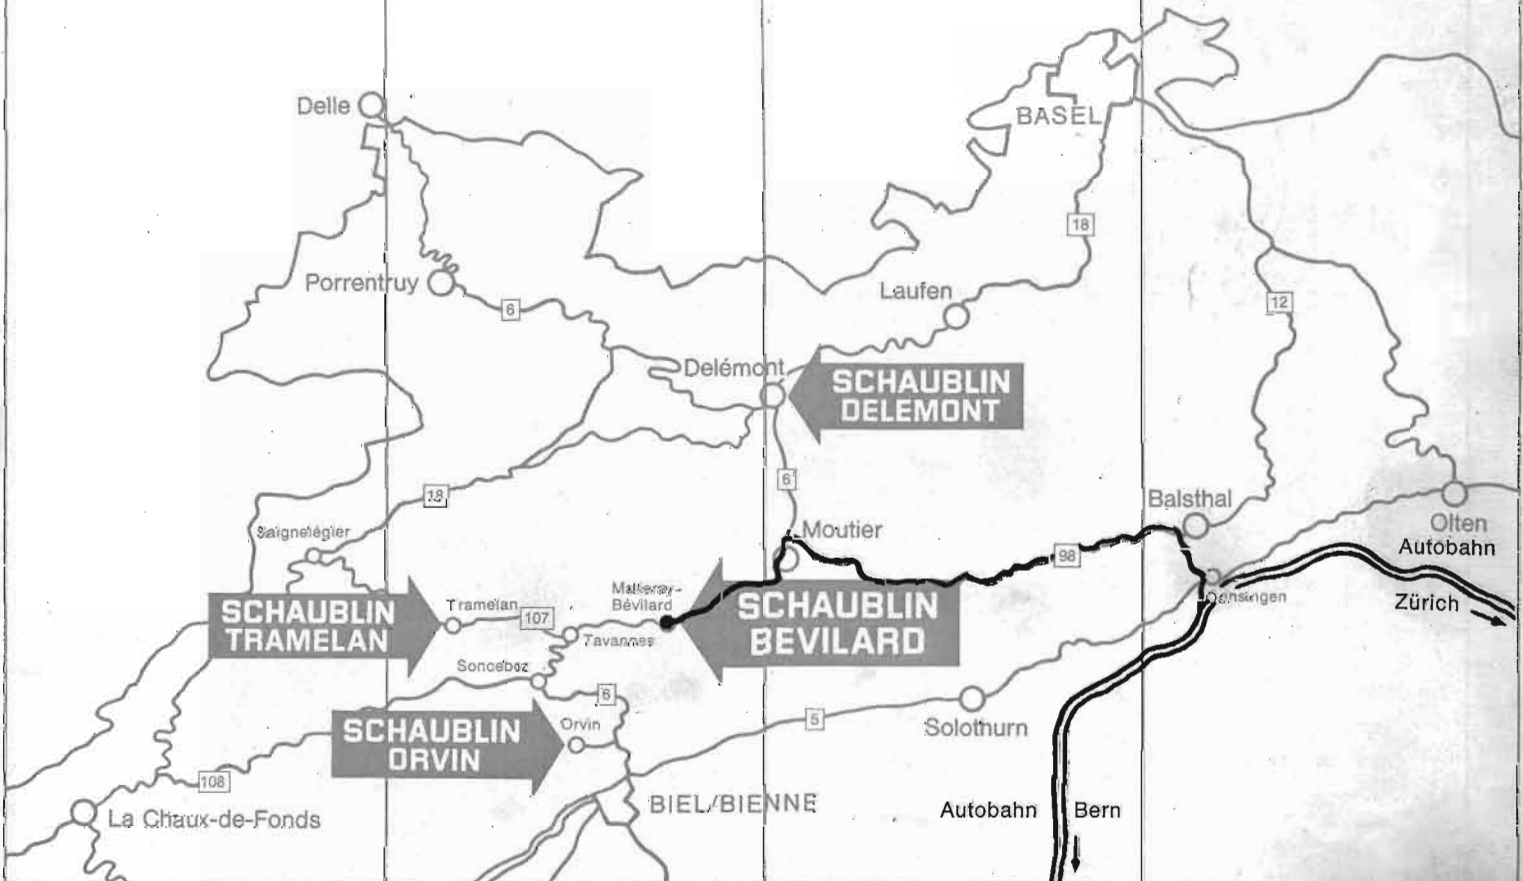 Delle
BASEL
18
Porrentruy
6
Laufen
12
Delémont
SCHAUBLIN
DELEMONT
6
18
Balsthal
Saignelégier
Moutier
Olten
Autobahn
98
Malleray-
Bévilard
Oensingen
Zürich
SCHAUBLIN
TRAMELAN
Tramelan
107
Tavannes
SCHAUBLIN
BEVILARD
Sonceboz
6
SCHAUBLIN
ORVIN
Orvin
5
Solothurn
108
La Chaux-de-Fonds
BIEL/BIENNE
Autobahn
Bern